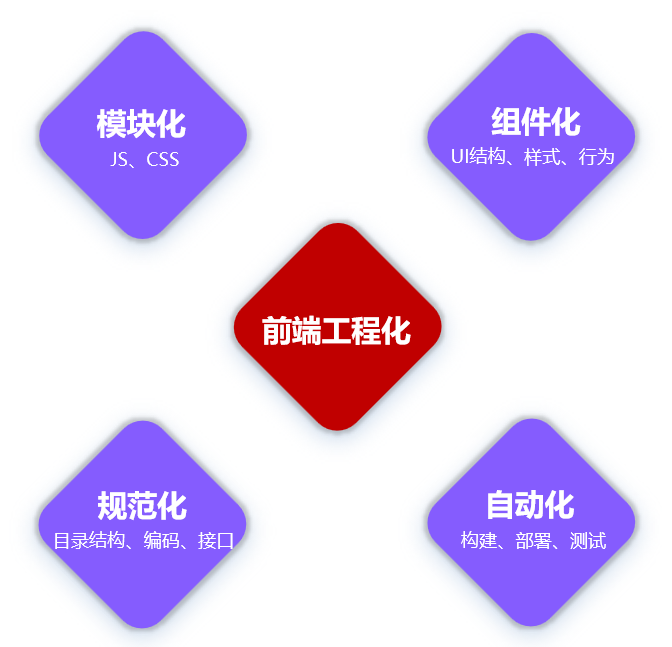 模块化
JS、CSS
组件化
UI结构、样式、行为
前端工程化
规范化
目录结构、编码、接口
自动化
构建、部署、测试